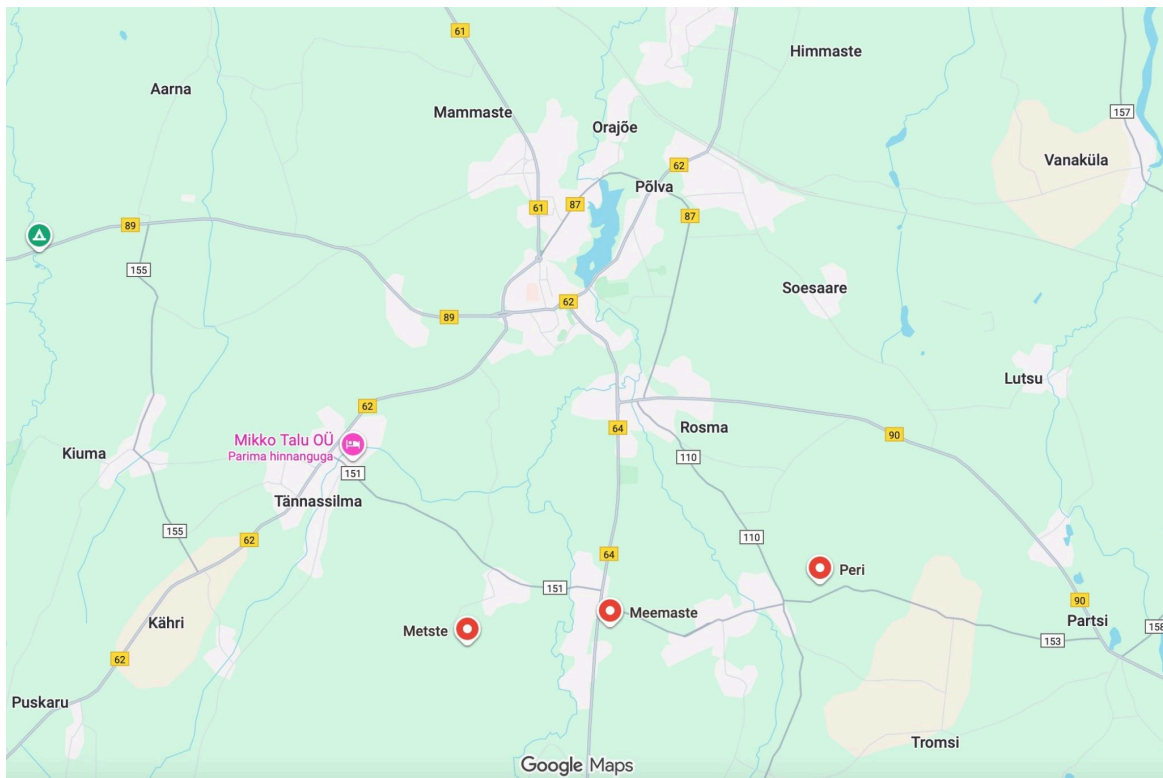 61
62
Himmaste
Aarna
Mammaste
157
Orajõe
Vanaküla
62
Põlva
61
87
87
89
155
Soesaare
62
89
Lutsu
62
64
Rosma
90
Mikko Talu OÜ
Parima hinnanguga
Kiuma
110
151
Tännassilma
155
62
110
64
Peri
151
90
Meemaste
Kähri
Metste
Partsi
158
153
62
Puskaru
Tromsi
Google Maps